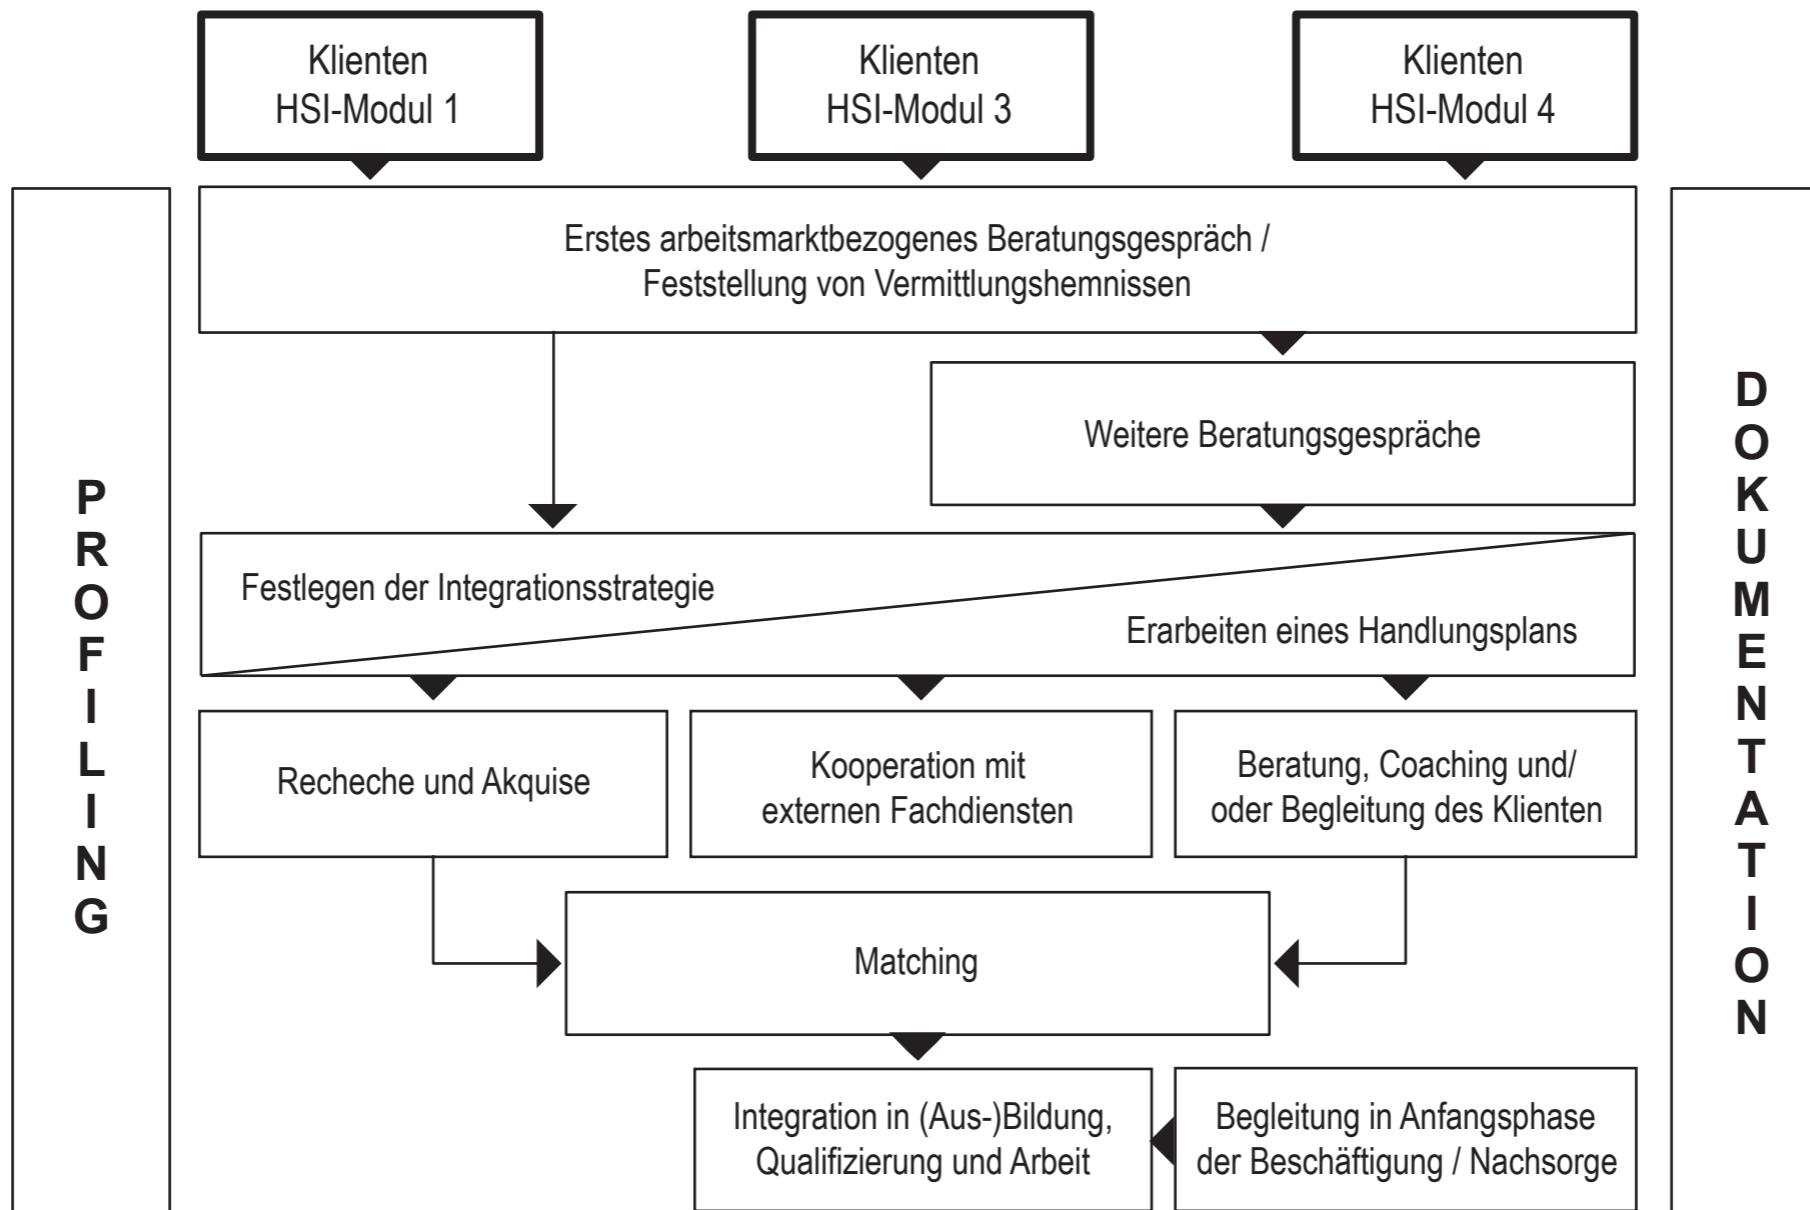 Klienten
HSI-Modul 1
Klienten
HSI-Modul 3
Klienten
HSI-Modul 4
Erstes arbeitsmarktbezogenes Beratungsgespräch /
Feststellung von Vermittlungshemnissen
Weitere Beratungsgespräche
PROFILING
Festlegen der Integrationsstrategie
Erarbeiten eines Handlungsplans
DOKUMENTATION
Recheche und Akquise
Kooperation mit
externen Fachdiensten
Beratung, Coaching und/
oder Begleitung des Klienten
Matching
Integration in (Aus-)Bildung,
Qualifizierung und Arbeit
Begleitung in Anfangsphase
der Beschäftigung / Nachsorge